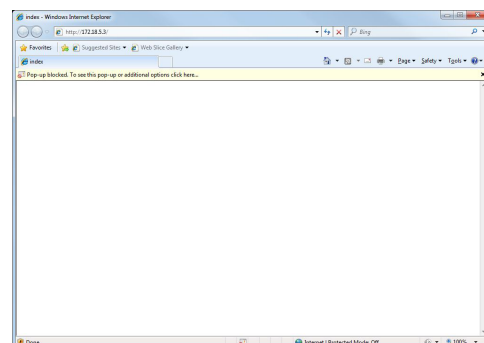 index - Windows Internet Explorer
http://172.18.5.3/
Bing
Favorites Suggested Sites Web Slice Gallery
index Page Safety Tools
Pop-up blocked. To see this pop-up or additional options click here...
Done Internet | Protected Mode: Off 100%